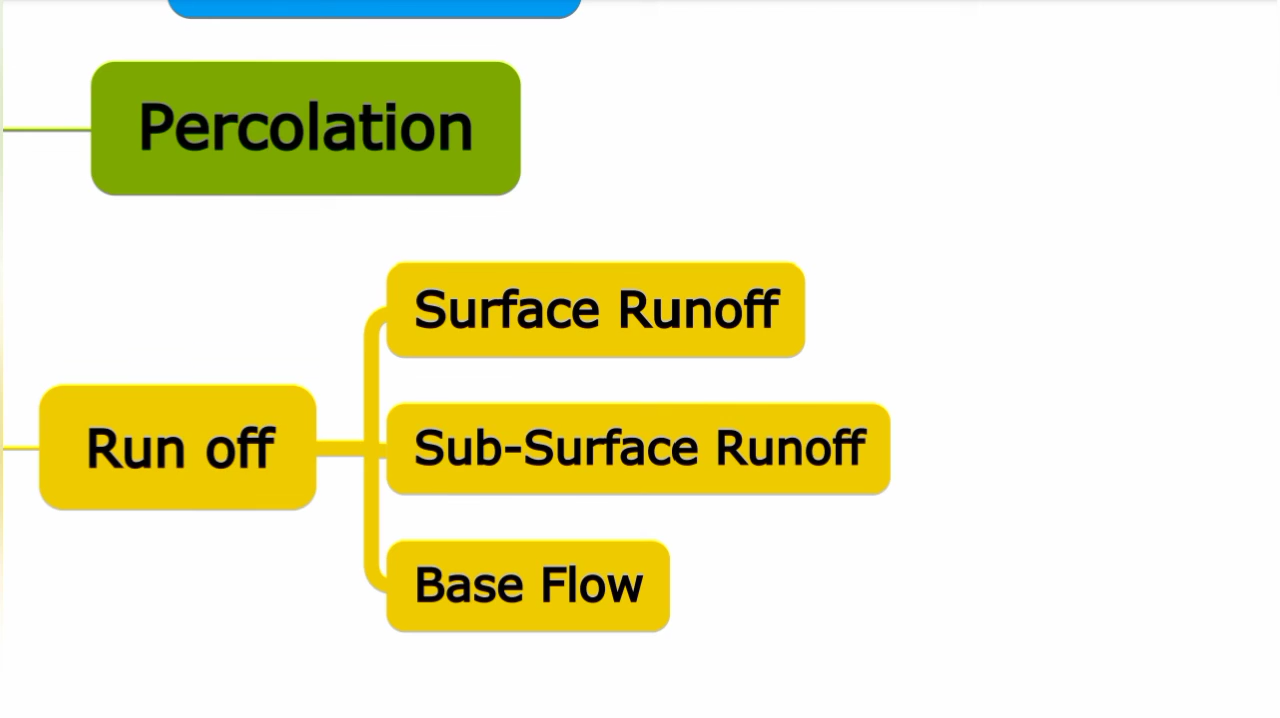 Percolation
Surface Runoff
Run off
Sub-Surface Runoff
Base Flow